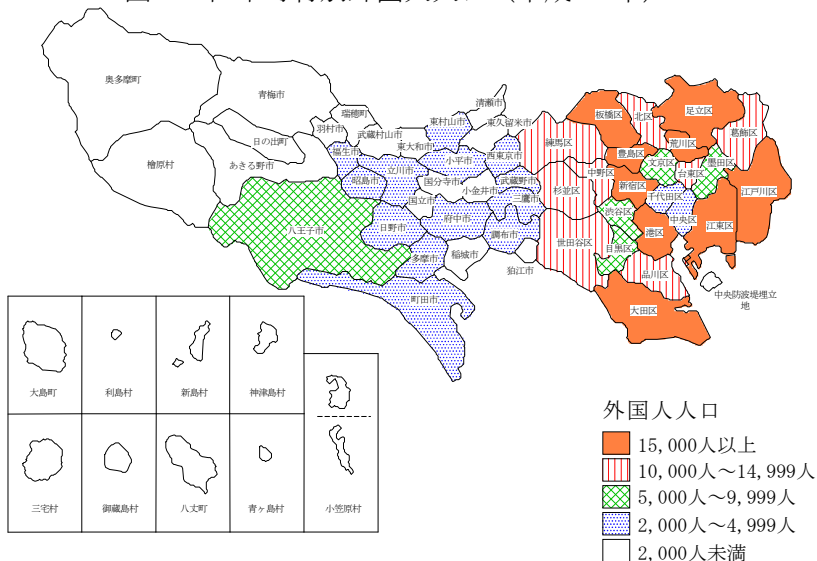 奥多摩町
青梅市
瑞穂町
羽村市
武蔵村山市
東大和市
東村山市
清瀬市
東久留米市
日の出町
檜原村
あきる野市
福生市
昭島市
立川市
小平市
西東京市
国分寺市
小金井市
武蔵野市
三鷹市
国立市
八王子市
日野市
府中市
調布市
多摩市
稲城市
狛江市
町田市
練馬区
板橋区
北区
足立区
葛飾区
豊島区
荒川区
文京区
台東区
墨田区
中野区
杉並区
新宿区
千代田区
江戸川区
渋谷区
中央区
江東区
港区
目黒区
世田谷区
品川区
大田区
中央防波堤埋立
地
大島町
利島村
新島村
神津島村
三宅村
御蔵島村
八丈町
青ヶ島村
小笠原村
外国人人口
15,000人以上
10,000人～14,999人
5,000人～9,999人
2,000人～4,999人
2,000人未満